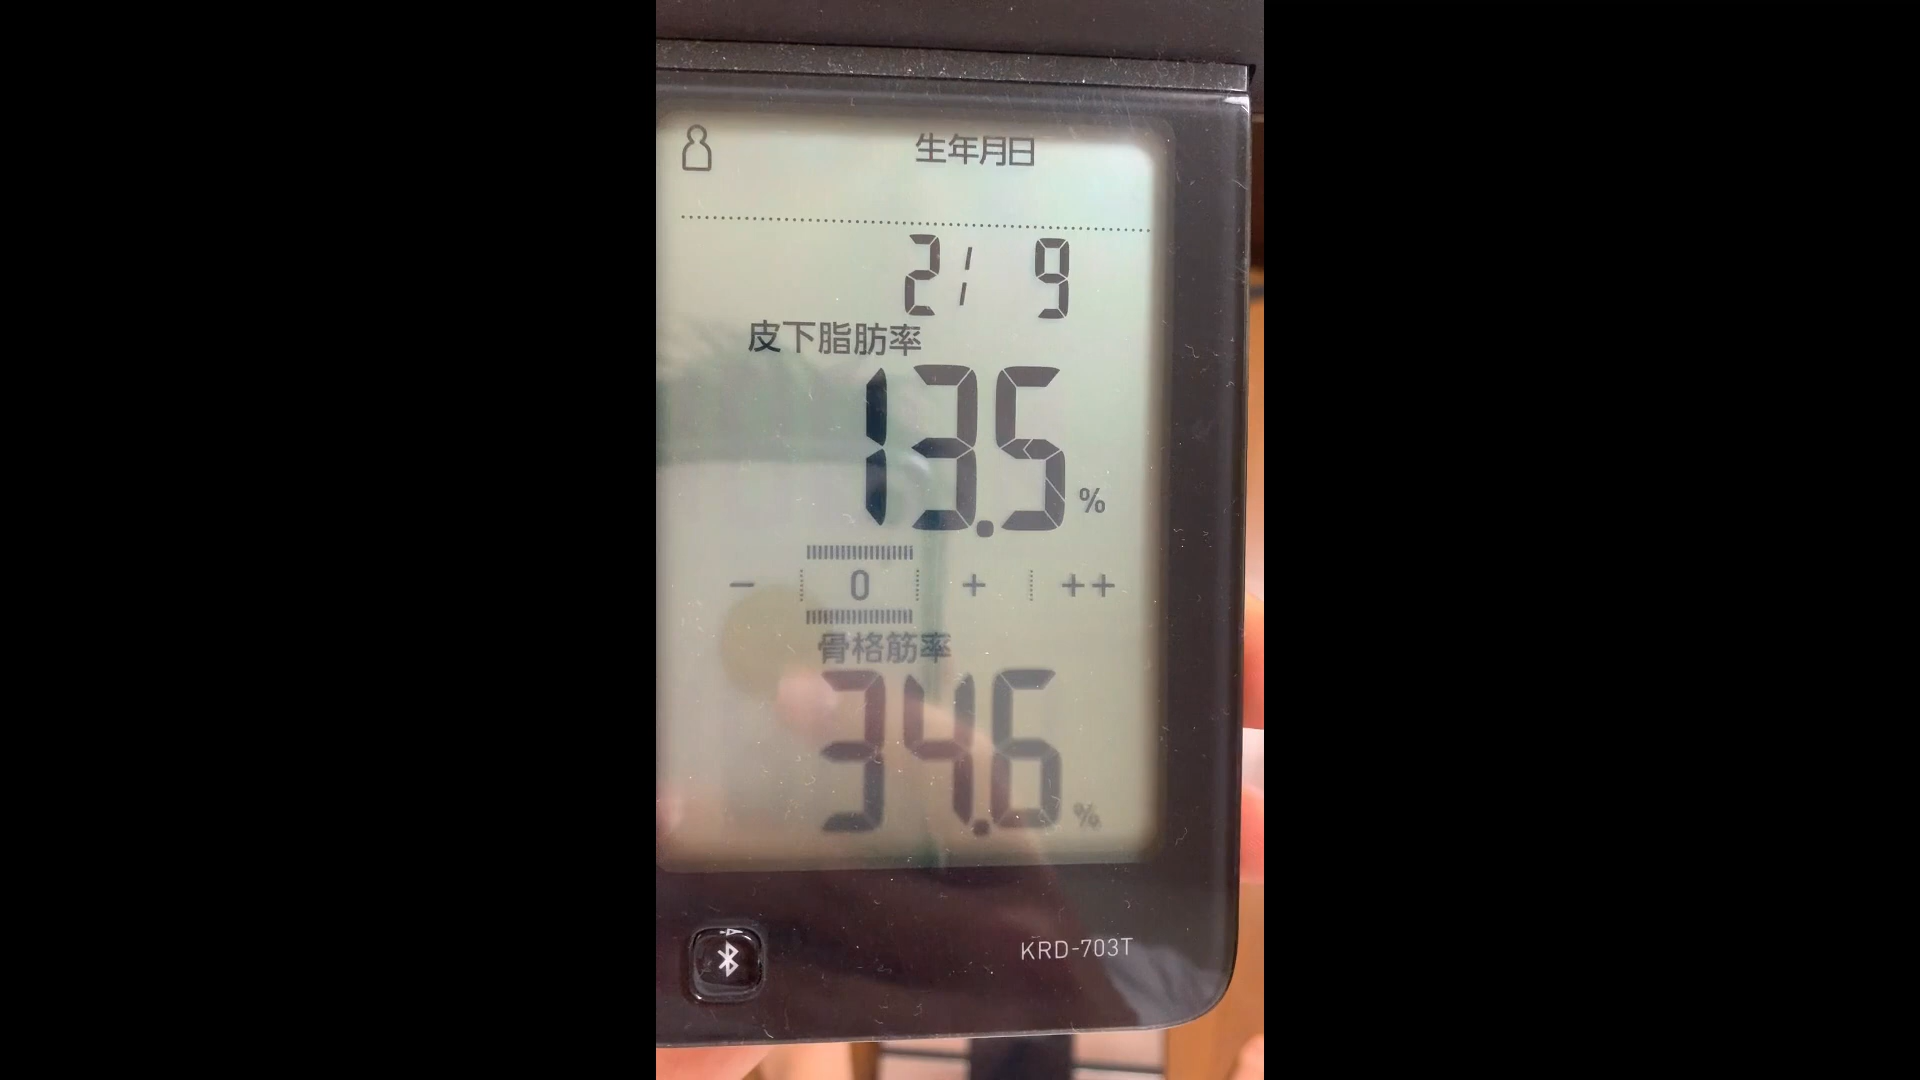 生年月日
2/ 9
皮下脂肪率
13.5 %
- 0 + ++
骨格筋率
34.6 %
KRD-703T